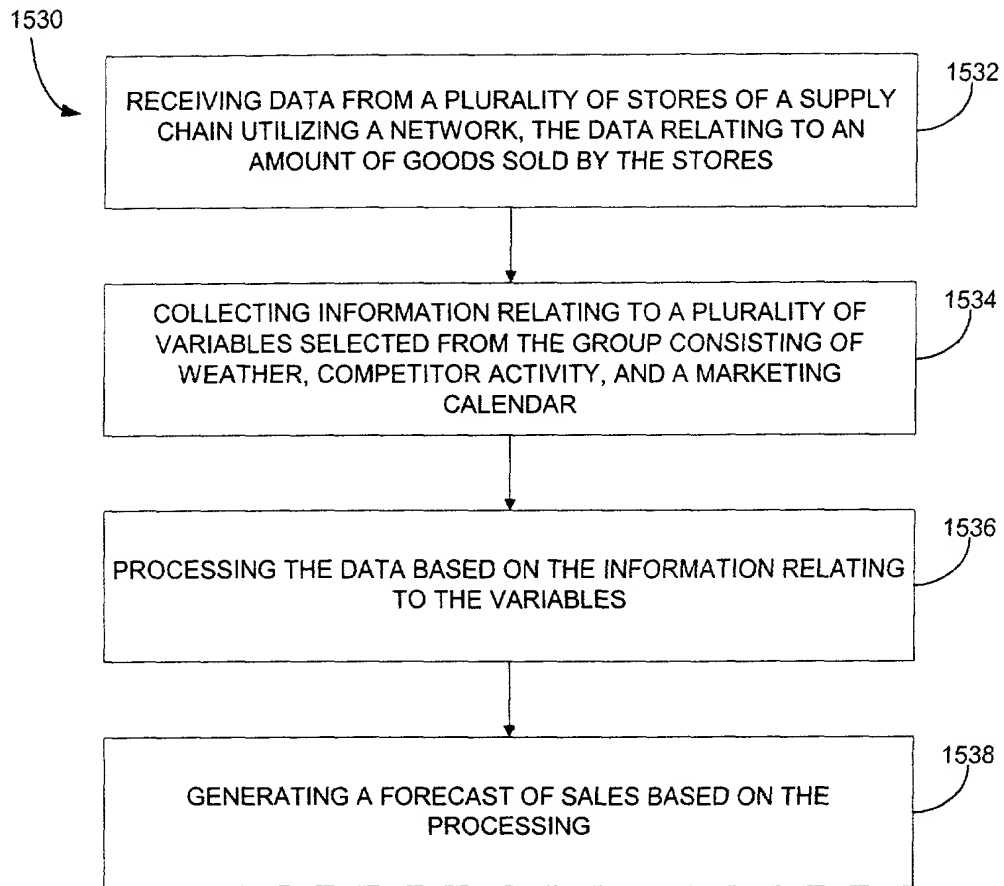 1530
1532
RECEIVING DATA FROM A PLURALITY OF STORES OF A SUPPLY
CHAIN UTILIZING A NETWORK, THE DATA RELATING TO AN
AMOUNT OF GOODS SOLD BY THE STORES
1534
COLLECTING INFORMATION RELATING TO A PLURALITY OF
VARIABLES SELECTED FROM THE GROUP CONSISTING OF
WEATHER, COMPETITOR ACTIVITY, AND A MARKETING
CALENDAR
1536
PROCESSING THE DATA BASED ON THE INFORMATION RELATING
TO THE VARIABLES
1538
GENERATING A FORECAST OF SALES BASED ON THE
PROCESSING